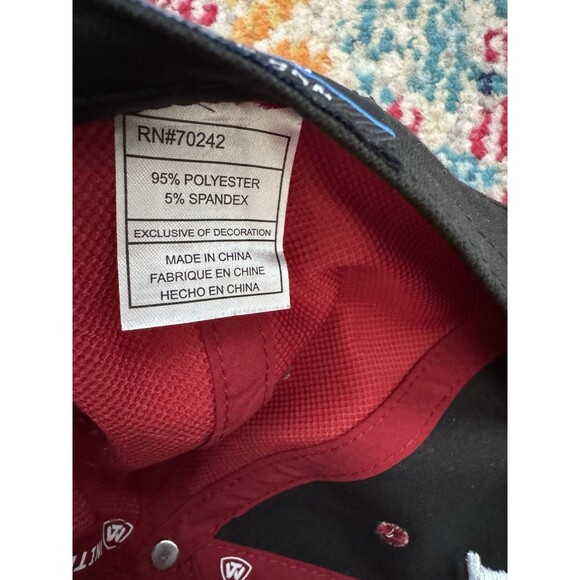 RN#70242
95% POLYESTER
5% SPANDEX
EXCLUSIVE OF DECORATION
MADE IN CHINA
FABRIQUE EN CHINE
HECHO EN CHINA